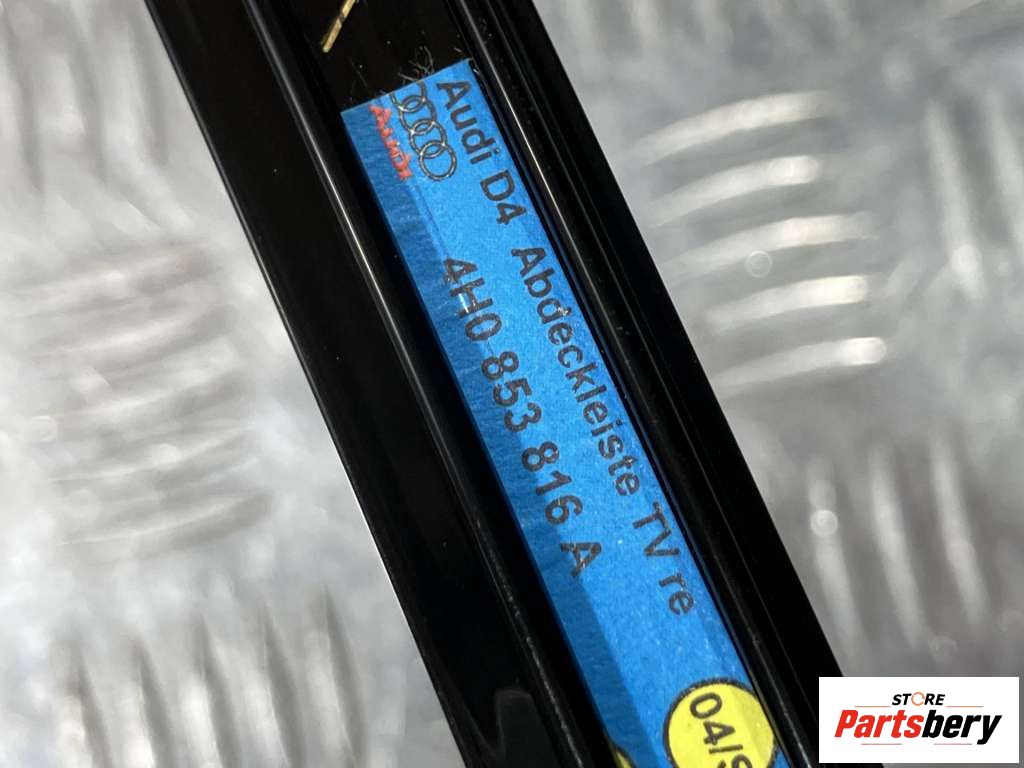 Audi D4 Abdeckleiste TV re
Audi
4H0 853 816 A
STORE
Partsbery